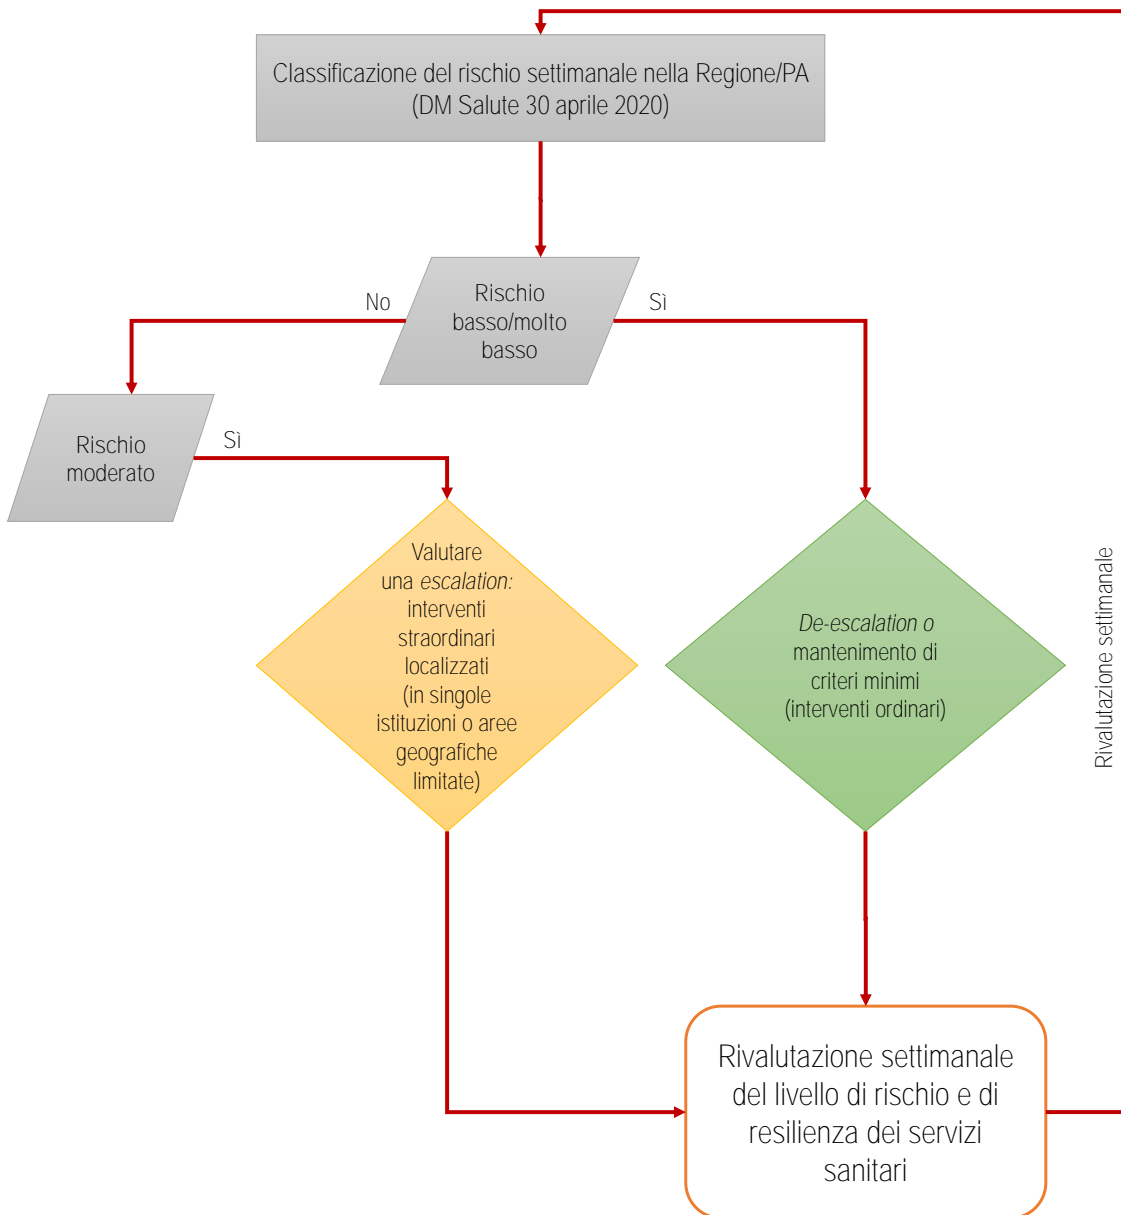 Classificazione del rischio settimanale nella Regione/PA
(DM Salute 30 aprile 2020)
No
Rischio
basso/molto
basso
Sì
Rischio
moderato
Sì
Valutare
una escalation:
interventi
straordinari
localizzati
(in singole
istituzioni o aree
geografiche
limitate)
De-escalation o
mantenimento di
criteri minimi
(interventi ordinari)
Rivalutazione settimanale
Rivalutazione settimanale
del livello di rischio e di
resilienza dei servizi
sanitari